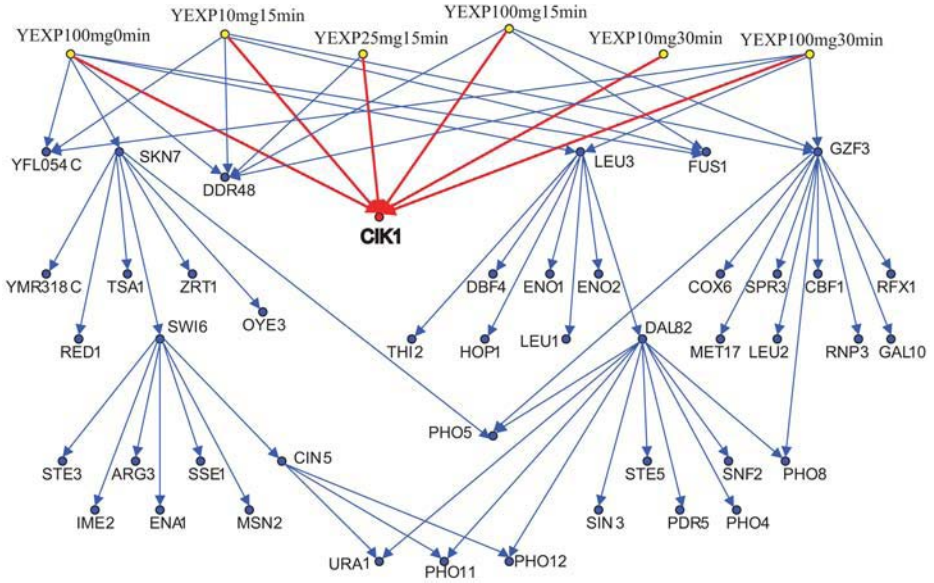 YEXP10mg15min
YEXP100mg15min
YEXP100mg0min
YEXP25mg15min
YEXP10mg30min
YEXP100mg30min
YFL054 C
SKN7
DDR48
LEU3
FUS1
GZF3
CIK1
YMR318 C
TSA1
ZRT1
OYE3
DBF4
ENO1
ENO2
COX6
SPR3
CBF1
RFX1
RED1
SWI6
THI2
HOP1
LEU1
DAL82
MET17
LEU2
RNP3
GAL10
PHO5
STE3
ARG3
SSE1
CIN5
STE5
SNF2
PHO8
IME2
ENA1
MSN2
SIN3
PDR5
PHO4
URA1
PHO11
PHO12